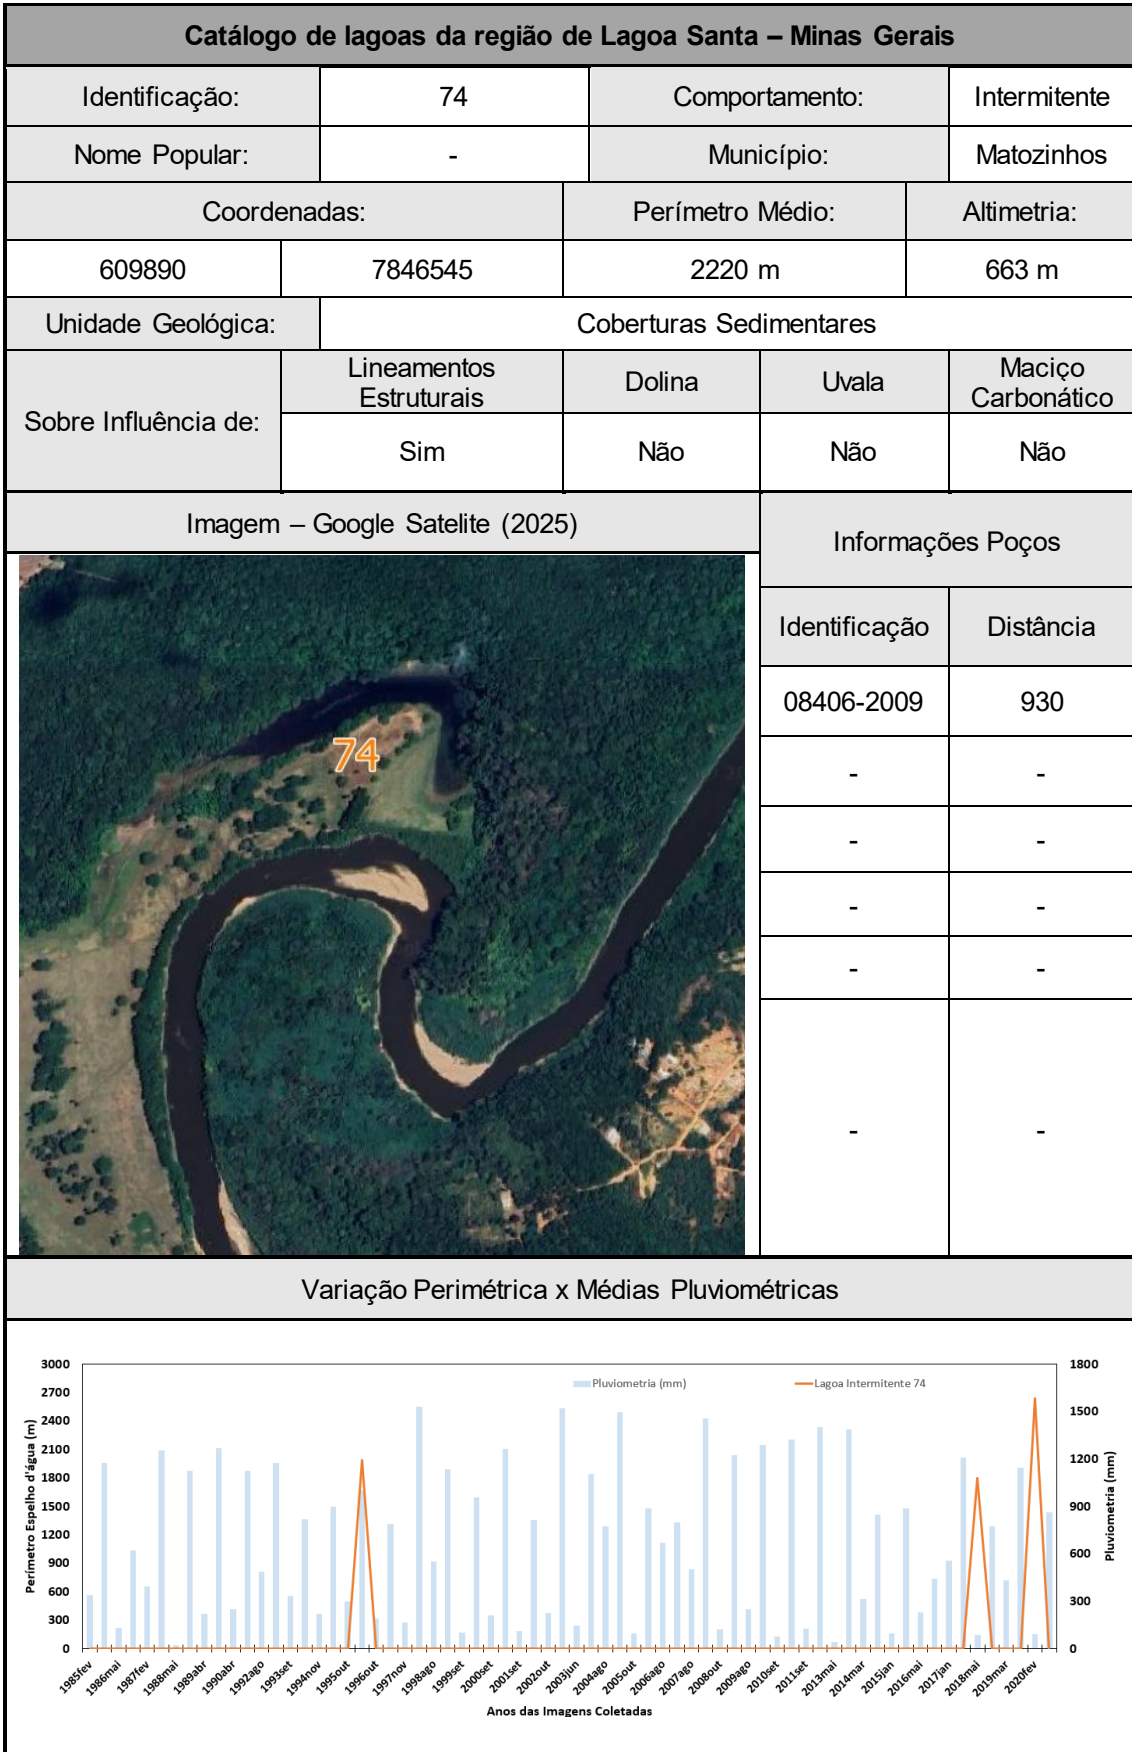 Catálogo de lagoas da região de Lagoa Santa – Minas Gerais
Identificação: 74 Comportamento: Intermitente
Nome Popular: - Município: Matozinhos
Coordenadas: Perímetro Médio: Altimetria:
609890 7846545 2220 m 663 m
Unidade Geológica: Coberturas Sedimentares
Sobre Influência de:
Lineamentos Estruturais Dolina Uvala Maciço Carbonático
Sim Não Não Não
Imagem – Google Satelite (2025)
Informações Poços
Identificação Distância
08406-2009 930
- -
- -
- -
- -
- -
74
Variação Perimétrica x Médias Pluviométricas
Pluviometria (mm) Lagoa Intermitente 74
Perímetro Espelho d'água (m)
3000
2700
2400
2100
1800
1500
1200
900
600
300
0
1800
1500
1200
900
600
300
0
Pluviometria (mm)
1985fev 1986mai 1987fev 1988mai 1989abr 1990abr 1992ago 1993set 1994nov 1995out 1996out 1997nov 1998ago 1999set 2000set 2001set 2002out 2003jun 2004ago 2005out 2006ago 2007ago 2008out 2009ago 2010set 2011set 2013mai 2014mar 2015jan 2016mai 2017jan 2018mai 2019mar 2020fev
Anos das Imagens Coletadas